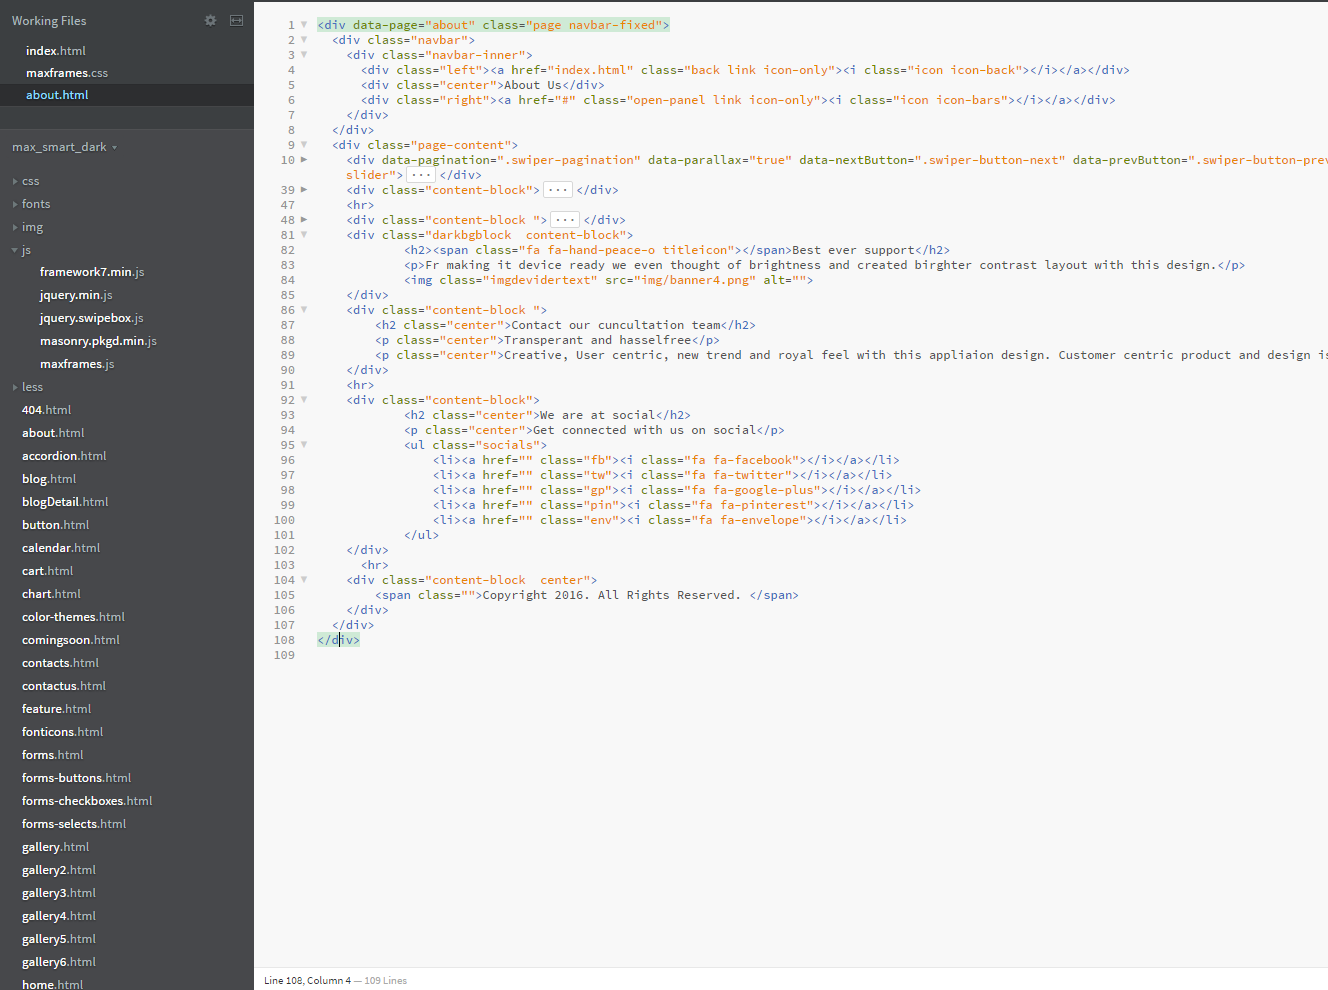 Working Files
index.html
maxframes.css
about.html
max_smart_dark
css
fonts
img
js
framework7.min.js
jquery.min.js
jquery.swipebox.js
masonry.pkgd.min.js
maxframes.js
less
404.html
about.html
accordion.html
blog.html
blogDetail.html
button.html
calendar.html
cart.html
chart.html
color-themes.html
comingsoon.html
contacts.html
contactus.html
feature.html
fonticons.html
forms.html
forms-buttons.html
forms-checkboxes.html
forms-selects.html
gallery.html
gallery2.html
gallery3.html
gallery4.html
gallery5.html
gallery6.html
home.html
1 <div data-page="about" class="page navbar-fixed">
2 <div class="navbar">
3 <div class="navbar-inner">
4 <div class="left"><a href="index.html" class="back link icon-only"><i class="icon icon-back"></i></a></div>
5 <div class="center">About Us</div>
6 <div class="right"><a href="#" class="open-panel link icon-only"><i class="icon icon-bars"></i></a></div>
7 </div>
8 </div>
9 <div class="page-content">
10 <div data-pagination=".swiper-pagination" data-parallax="true" data-nextButton=".swiper-button-next" data-prevButton=".swiper-button-prev
slider"> ··· </div>
39 <div class="content-block"> ··· </div>
47 <hr>
48 <div class="content-block "> ··· </div>
81 <div class="darkbgblock  content-block">
82 <h2><span class="fa fa-hand-peace-o titleicon"></span>Best ever support</h2>
83 <p>Fr making it device ready we even thought of brightness and created birghter contrast layout with this design.</p>
84 <img class="imgdevidertext" src="img/banner4.png" alt="">
85 </div>
86 <div class="content-block ">
87 <h2 class="center">Contact our cuncultation team</h2>
88 <p class="center">Transperant and hasselfree</p>
89 <p class="center">Creative, User centric, new trend and royal feel with this appliaion design. Customer centric product and design is
90 </div>
91 <hr>
92 <div class="content-block">
93 <h2 class="center">We are at social</h2>
94 <p class="center">Get connected with us on social</p>
95 <ul class="socials">
96 <li><a href="" class="fb"><i class="fa fa-facebook"></i></a></li>
97 <li><a href="" class="tw"><i class="fa fa-twitter"></i></a></li>
98 <li><a href="" class="gp"><i class="fa fa-google-plus"></i></a></li>
99 <li><a href="" class="pin"><i class="fa fa-pinterest"></i></a></li>
100 <li><a href="" class="env"><i class="fa fa-envelope"></i></a></li>
101 </ul>
102 </div>
103 <hr>
104 <div class="content-block  center">
105 <span class="">Copyright 2016. All Rights Reserved. </span>
106 </div>
107 </div>
108 </div>
109
Line 108, Column 4 — 109 Lines